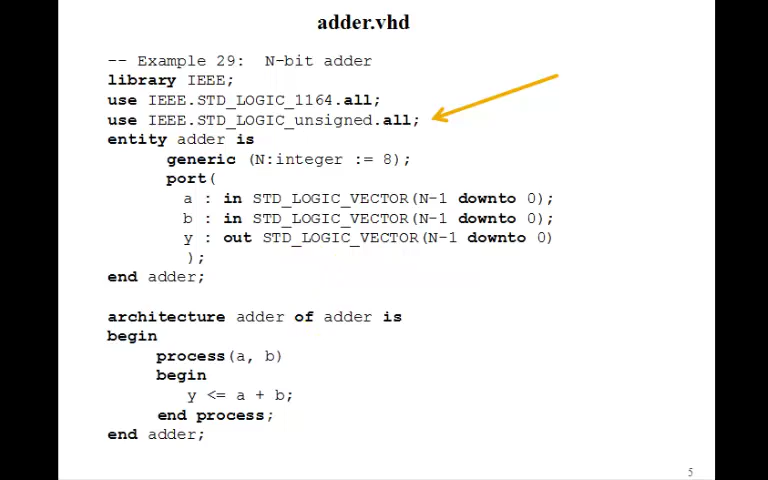 adder.vhd
-- Example 29:  N-bit adder
library IEEE;
use IEEE.STD_LOGIC_1164.all;
use IEEE.STD_LOGIC_unsigned.all;
entity adder is
generic (N:integer := 8);
port(
a : in STD_LOGIC_VECTOR(N-1 downto 0);
b : in STD_LOGIC_VECTOR(N-1 downto 0);
y : out STD_LOGIC_VECTOR(N-1 downto 0)
);
end adder;
architecture adder of adder is
begin
process(a, b)
begin
y <= a + b;
end process;
end adder;
5